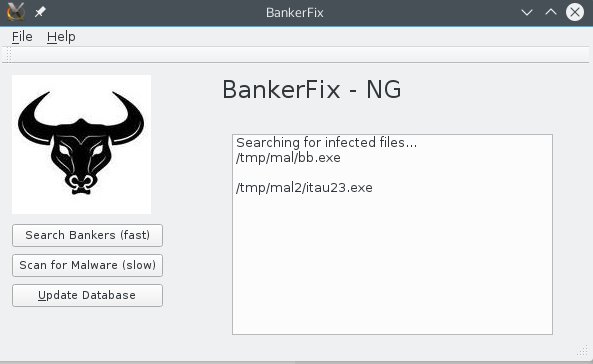 BankerFix
File Help
BankerFix - NG
Searching for infected files...
/tmp/mal/bb.exe
/tmp/mal2/itau23.exe
Search Bankers (fast)
Scan for Malware (slow)
Update Database